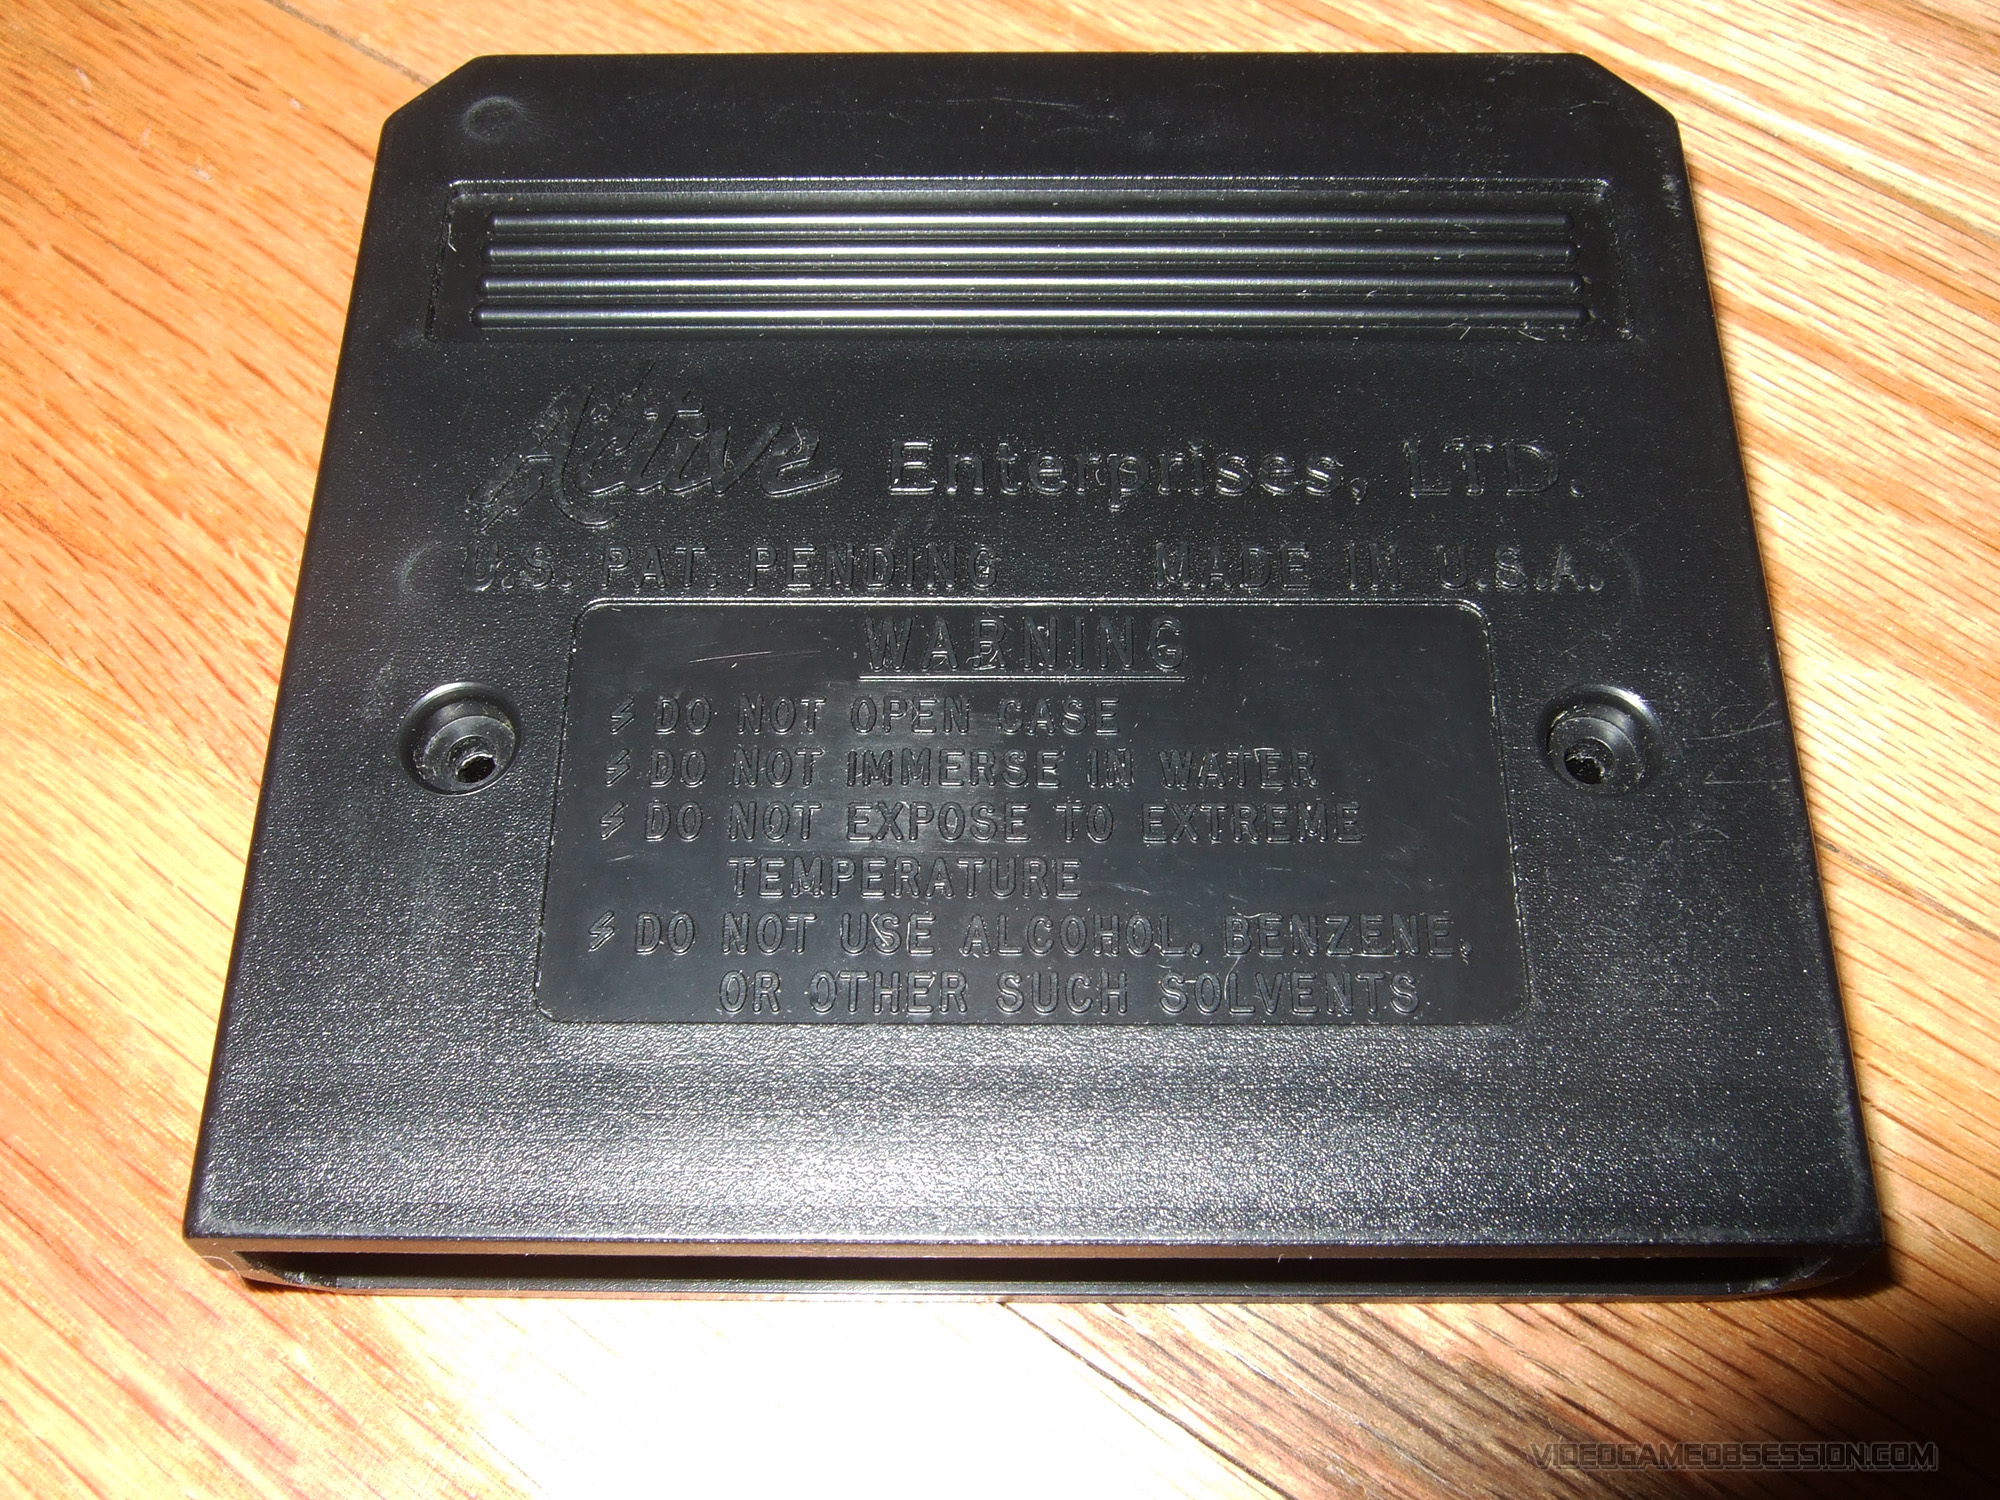 Active Enterprises, LTD.
U.S. PAT. PENDING MADE IN U.S.A.
WARNING
DO NOT OPEN CASE
DO NOT IMMERSE IN WATER
DO NOT EXPOSE TO EXTREME
TEMPERATURE
DO NOT USE ALCOHOL, BENZENE,
OR OTHER SUCH SOLVENTS
VIDEOGAMEOBSESSION.COM